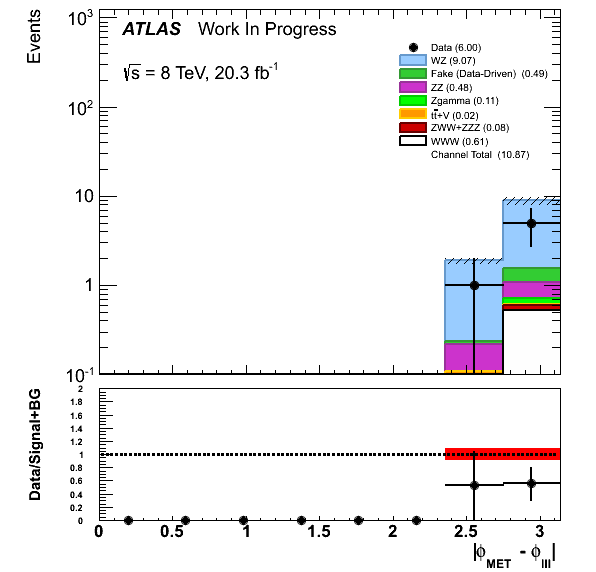 Events
10³
10²
10
1
10⁻¹
ATLAS Work In Progress
√s = 8 TeV, 20.3 fb⁻¹
Data (6.00)
WZ (9.07)
Fake (Data-Driven) (0.49)
ZZ (0.48)
Zgamma (0.11)
tt̄+V (0.02)
ZWW+ZZZ (0.08)
WWW (0.61)
Channel Total (10.87)
Data/Signal+BG
2
1.8
1.6
1.4
1.2
1
0.8
0.6
0.4
0.2
0
0 0.5 1 1.5 2 2.5 3
|ϕ_MET - ϕ_lll|